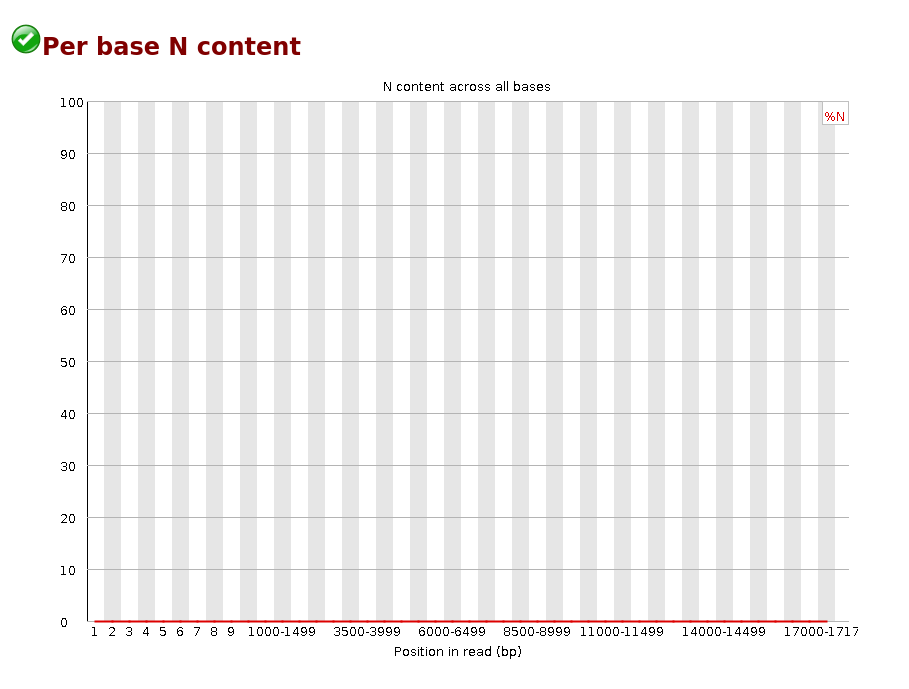 Per base N content
N content across all bases
%N
100
90
80
70
60
50
40
30
20
10
0
1 2 3 4 5 6 7 8 9 1000-1499 3500-3999 6000-6499 8500-8999 11000-11499 14000-14499 17000-1717
Position in read (bp)